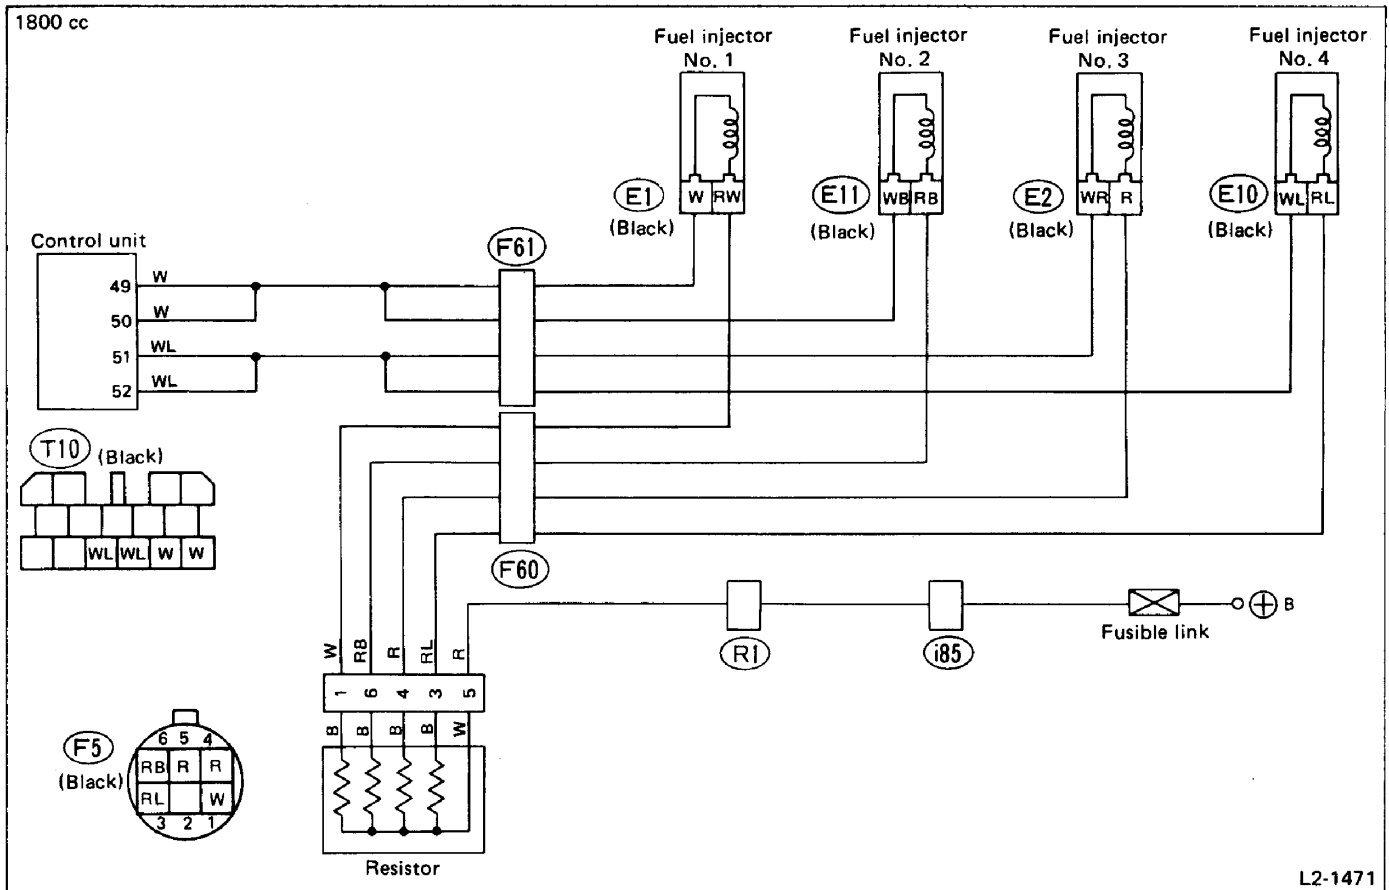 1800 cc
Fuel injector
No. 1
Fuel injector
No. 2
Fuel injector
No. 3
Fuel injector
No. 4
E1
(Black)
W RW
E11
(Black)
WB RB
E2
(Black)
WR R
E10
(Black)
WL RL
Control unit
49 W
50 W
51 WL
52 WL
F61
T10 (Black)
WL WL W W
F60
R1
i85
Fusible link
B
W RB R RL R
1 6 4 3 5
B B B B W
Resistor
F5
(Black)
6 5 4
RB R R
RL W
3 2 1
L2-1471